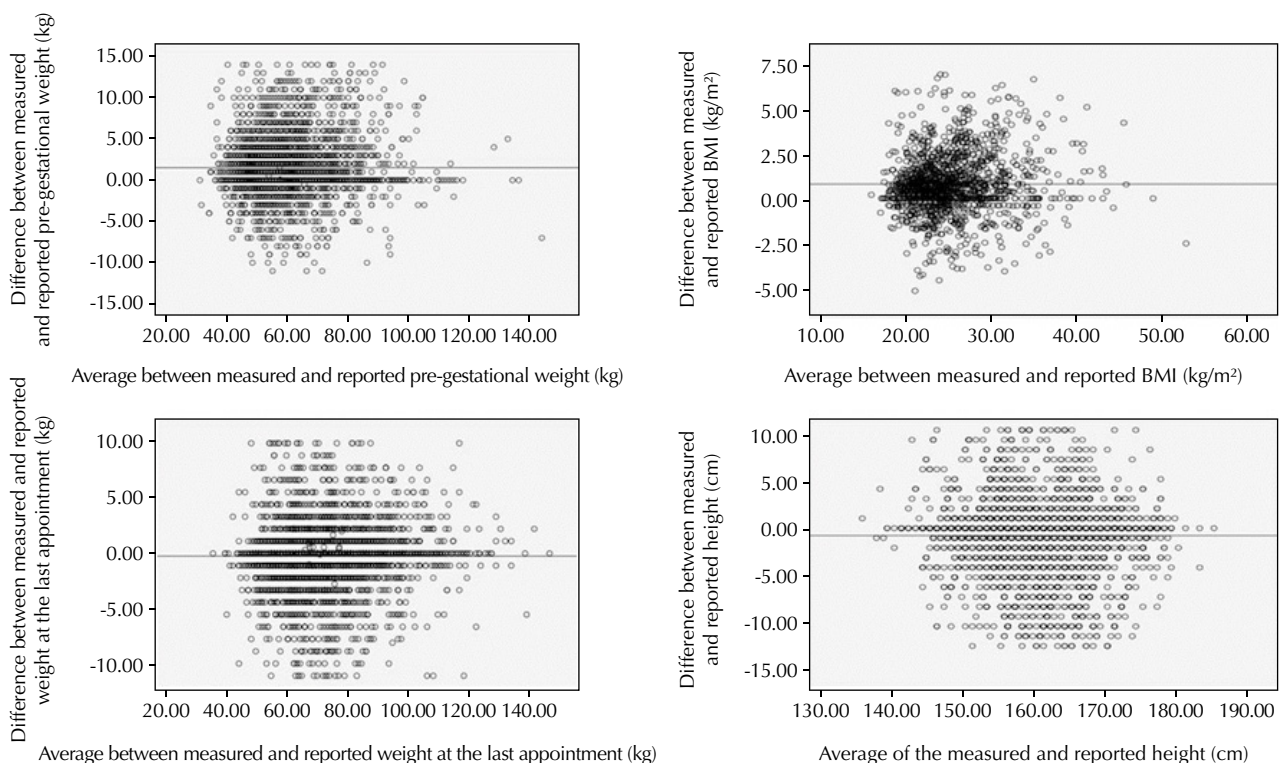 Difference between measured
and reported pre-gestational weight (kg)
15.00
10.00
5.00
0.00
-5.00
-10.00
-15.00
20.00 40.00 60.00 80.00 100.00 120.00 140.00
Average between measured and reported pre-gestational weight (kg)
Difference between measured
and reported BMI (kg/m²)
7.50
5.00
2.50
0.00
-2.50
-5.00
10.00 20.00 30.00 40.00 50.00 60.00
Average between measured and reported BMI (kg/m²)
Difference between measured and reported
weight at the last appointment (kg)
10.00
5.00
0.00
-5.00
-10.00
20.00 40.00 60.00 80.00 100.00 120.00 140.00
Average between measured and reported weight at the last appointment (kg)
Difference between measured
and reported height (cm)
10.00
5.00
0.00
-5.00
-10.00
-15.00
130.00 140.00 150.00 160.00 170.00 180.00 190.00
Average of the measured and reported height (cm)